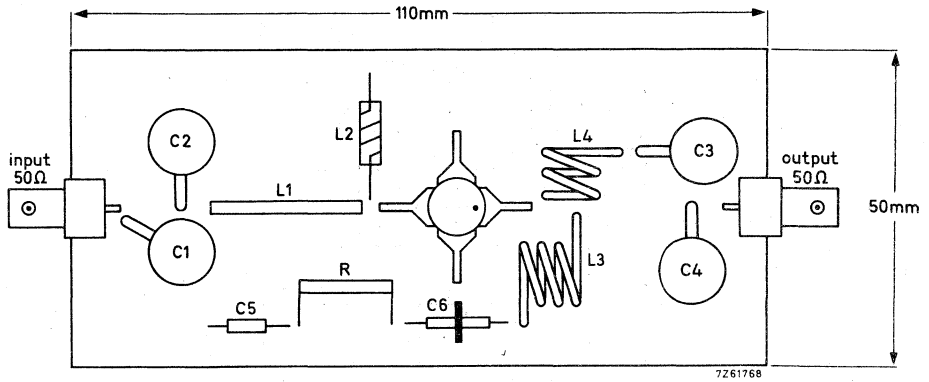 110mm
C2
L2
L4
C3
input
50Ω
L1
output
50Ω
50mm
C1
R
C5
C6
L3
C4
7Z61768